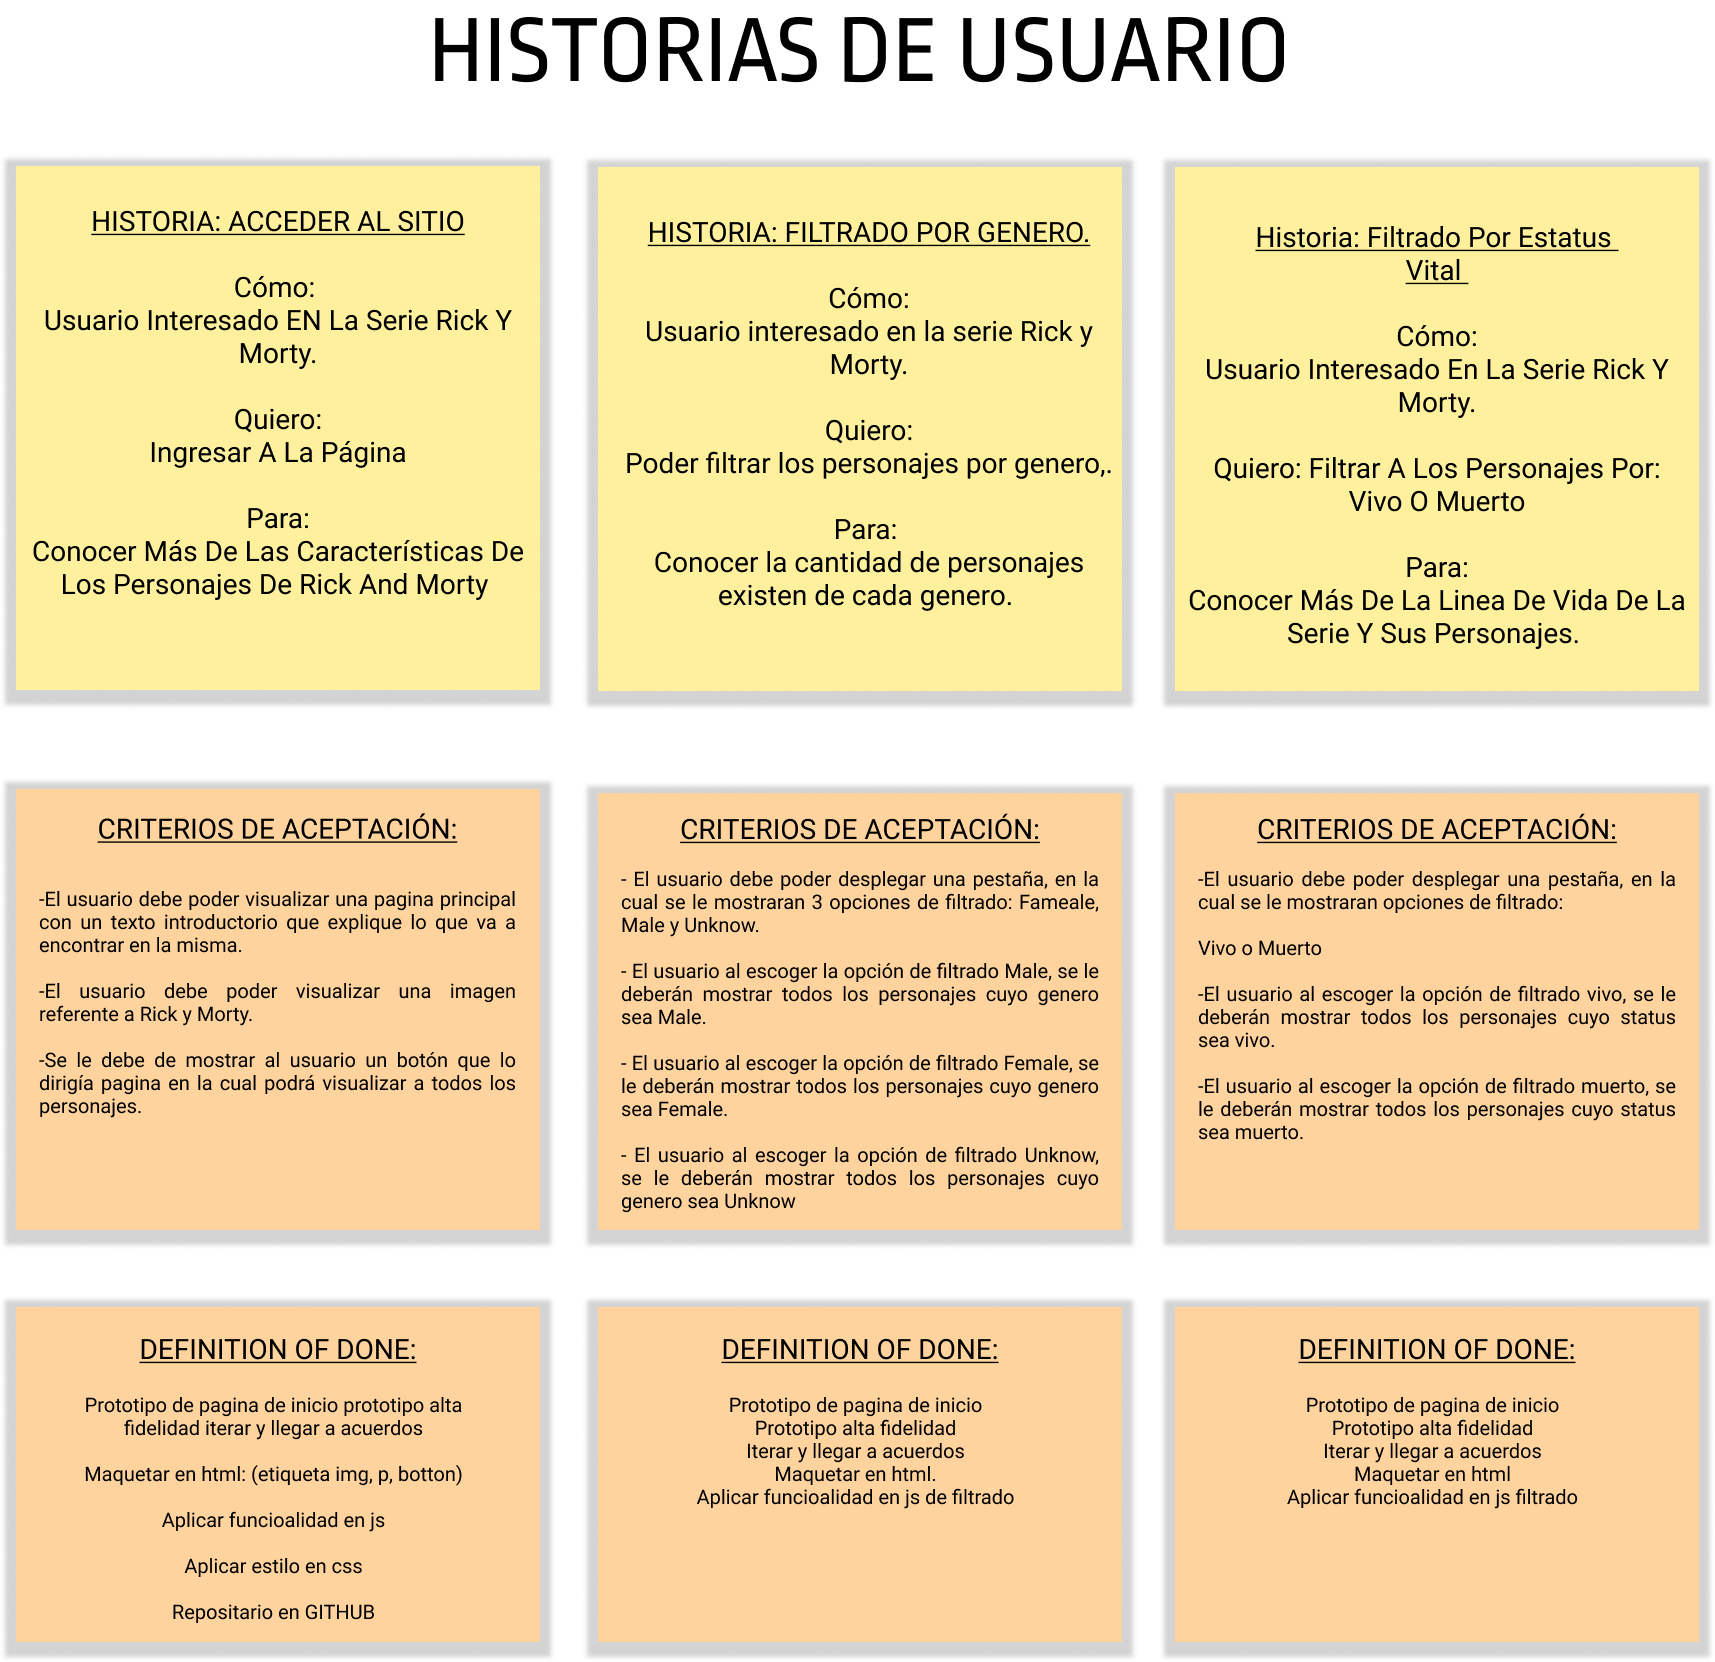 HISTORIAS DE USUARIO
HISTORIA: ACCEDER AL SITIO
Cómo:
Usuario Interesado EN La Serie Rick Y
Morty.
Quiero:
Ingresar A La Página
Para:
Conocer Más De Las Características De
Los Personajes De Rick And Morty
HISTORIA: FILTRADO POR GENERO.
Cómo:
Usuario interesado en la serie Rick y
Morty.
Quiero:
Poder filtrar los personajes por genero,.
Para:
Conocer la cantidad de personajes
existen de cada genero.
Historia: Filtrado Por Estatus
Vital
Cómo:
Usuario Interesado En La Serie Rick Y
Morty.
Quiero: Filtrar A Los Personajes Por:
Vivo O Muerto
Para:
Conocer Más De La Linea De Vida De La
Serie Y Sus Personajes.
CRITERIOS DE ACEPTACIÓN:
-El usuario debe poder visualizar una pagina principal
con un texto introductorio que explique lo que va a
encontrar en la misma.
-El usuario debe poder visualizar una imagen
referente a Rick y Morty.
-Se le debe de mostrar al usuario un botón que lo
dirigía pagina en la cual podrá visualizar a todos los
personajes.
CRITERIOS DE ACEPTACIÓN:
- El usuario debe poder desplegar una pestaña, en la
cual se le mostraran 3 opciones de filtrado: Fameale,
Male y Unknow.
- El usuario al escoger la opción de filtrado Male, se le
deberán mostrar todos los personajes cuyo genero
sea Male.
- El usuario al escoger la opción de filtrado Female, se
le deberán mostrar todos los personajes cuyo genero
sea Female.
- El usuario al escoger la opción de filtrado Unknow,
se le deberán mostrar todos los personajes cuyo
genero sea Unknow
CRITERIOS DE ACEPTACIÓN:
-El usuario debe poder desplegar una pestaña, en la
cual se le mostraran opciones de filtrado:
Vivo o Muerto
-El usuario al escoger la opción de filtrado vivo, se le
deberán mostrar todos los personajes cuyo status
sea vivo.
-El usuario al escoger la opción de filtrado muerto, se
le deberán mostrar todos los personajes cuyo status
sea muerto.
DEFINITION OF DONE:
Prototipo de pagina de inicio prototipo alta
fidelidad iterar y llegar a acuerdos
Maquetar en html: (etiqueta img, p, botton)
Aplicar funcioalidad en js
Aplicar estilo en css
Repositario en GITHUB
DEFINITION OF DONE:
Prototipo de pagina de inicio
Prototipo alta fidelidad
Iterar y llegar a acuerdos
Maquetar en html.
Aplicar funcioalidad en js de filtrado
DEFINITION OF DONE:
Prototipo de pagina de inicio
Prototipo alta fidelidad
Iterar y llegar a acuerdos
Maquetar en html
Aplicar funcioalidad en js filtrado